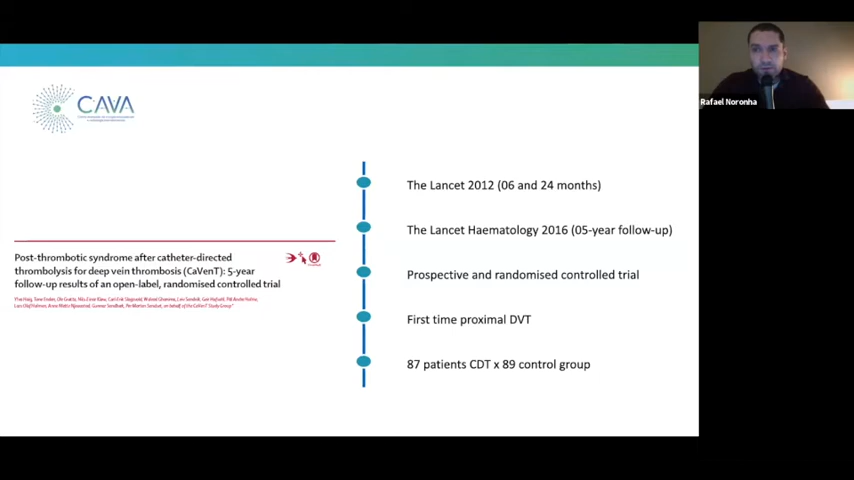 CAVA
Rafael Noronha
The Lancet 2012 (06 and 24 months)
The Lancet Haematology 2016 (05-year follow-up)
Post-thrombotic syndrome after catheter-directed
thrombolysis for deep vein thrombosis (CaVenT): 5-year
follow-up results of an open-label, randomised controlled trial
Prospective and randomised controlled trial
First time proximal DVT
87 patients CDT x 89 control group